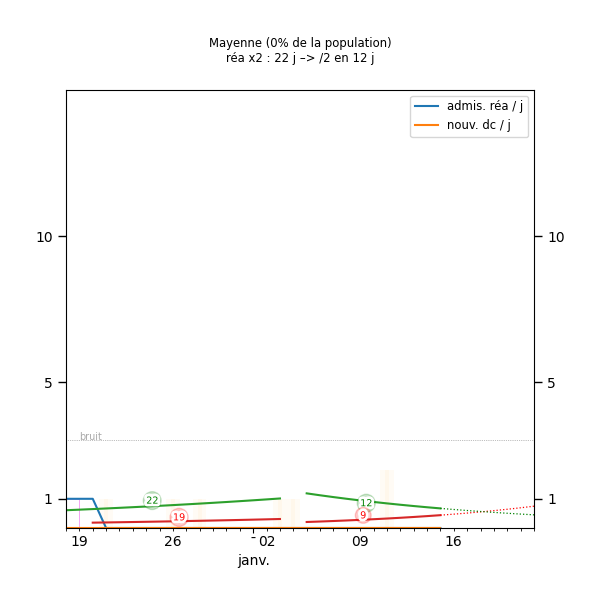 Mayenne (0% de la population)
réa x2 : 22 j –> /2 en 12 j
admis. réa / j
nouv. dc / j
10
10
5
5
bruit
1
1
22
19
12
9
19
26
02
09
16
janv.